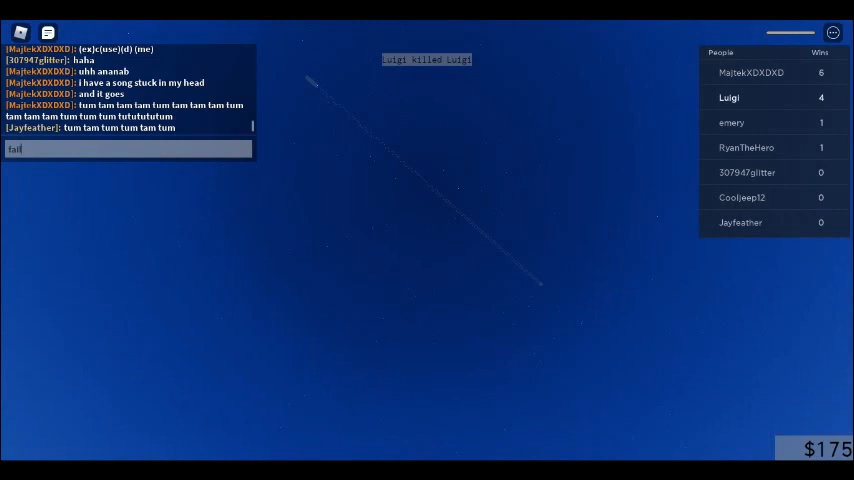 [MajtekXDXDXD]: (ex)c(use)(d) (me)
[307947glitter]: haha
[MajtekXDXDXD]: uhh ananab
[MajtekXDXDXD]: i have a song stuck in my head
[MajtekXDXDXD]: and it goes
[MajtekXDXDXD]: tum tam tam tam tum tam tam tam tum
tam tam tam tum tum tum tutututututum
[Jayfeather]: tum tam tum tum tam tum
fail
Luigi killed Luigi
People Wins
MajtekXDXDXD 6
Luigi 4
emery 1
RyanTheHero 1
307947glitter 0
Cooljeep12 0
Jayfeather 0
$175